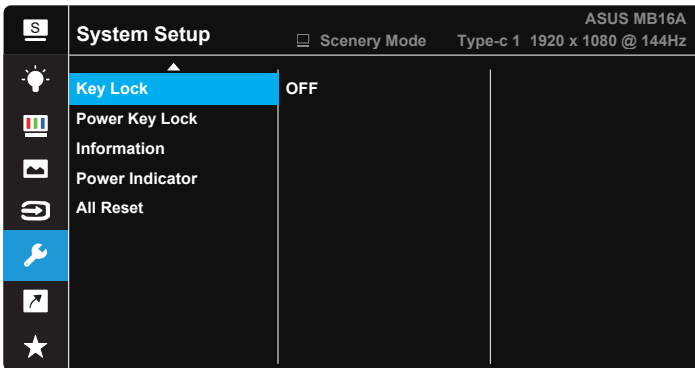 S
System Setup
Scenery Mode
ASUS MB16A
Type-c 1 1920 x 1080 @ 144Hz
Key Lock OFF
Power Key Lock
Information
Power Indicator
All Reset